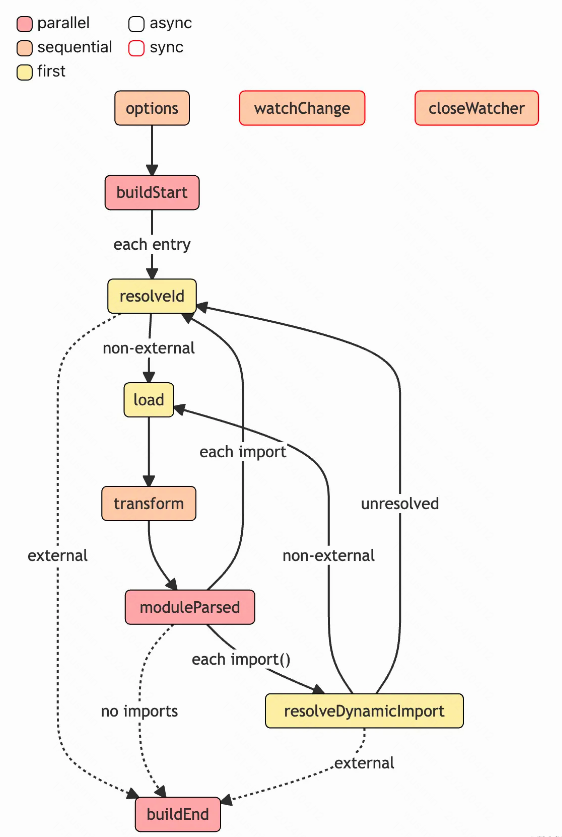 parallel
async
sequential
sync
first
options
watchChange
closeWatcher
buildStart
each entry
resolveId
non-external
load
each import
transform
unresolved
external
non-external
moduleParsed
each import()
no imports
resolveDynamicImport
external
buildEnd